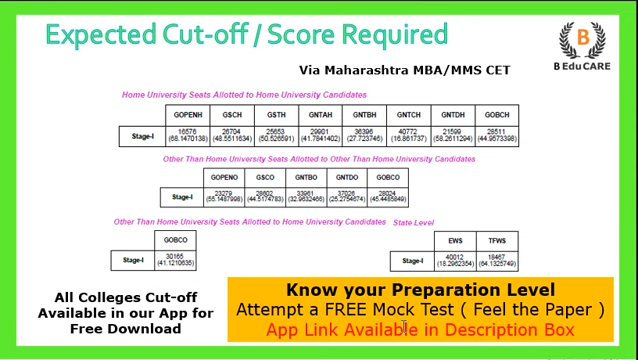 Expected Cut-off / Score Required
B EduCARE
Via Maharashtra MBA/MMS CET
Home University Seats Allotted to Home University Candidates
GOPENH GSCH GSTH GNTAH GNTBH GNTCH GNTDH GOBCH
Stage-I 16576 26704 25653 29901 36396 40772 21599 28511
(68.1470138) (48.5511634) (50.526591) (41.7841402) (27.723746) (16.861737) (58.2611294) (44.9573398)
Other Than Home University Seats Allotted to Other Than Home University Candidates
GOPENO GSCO GNTBO GNTDO GOBCO
Stage-I 23279 28602 33961 37026 28024
(55.1487998) (44.5174783) (32.9632466) (25.2754674) (45.4485849)
Other Than Home University Seats Allotted to Home University Candidates State Level
GOBCO EWS TFWS
Stage-I 30165 Stage-I 40012 18467
(41.1210635) (18.2962354) (64.1325749)
All Colleges Cut-off
Available in our App for
Free Download
Know your Preparation Level
Attempt a FREE Mock Test ( Feel the Paper )
App Link Available in Description Box